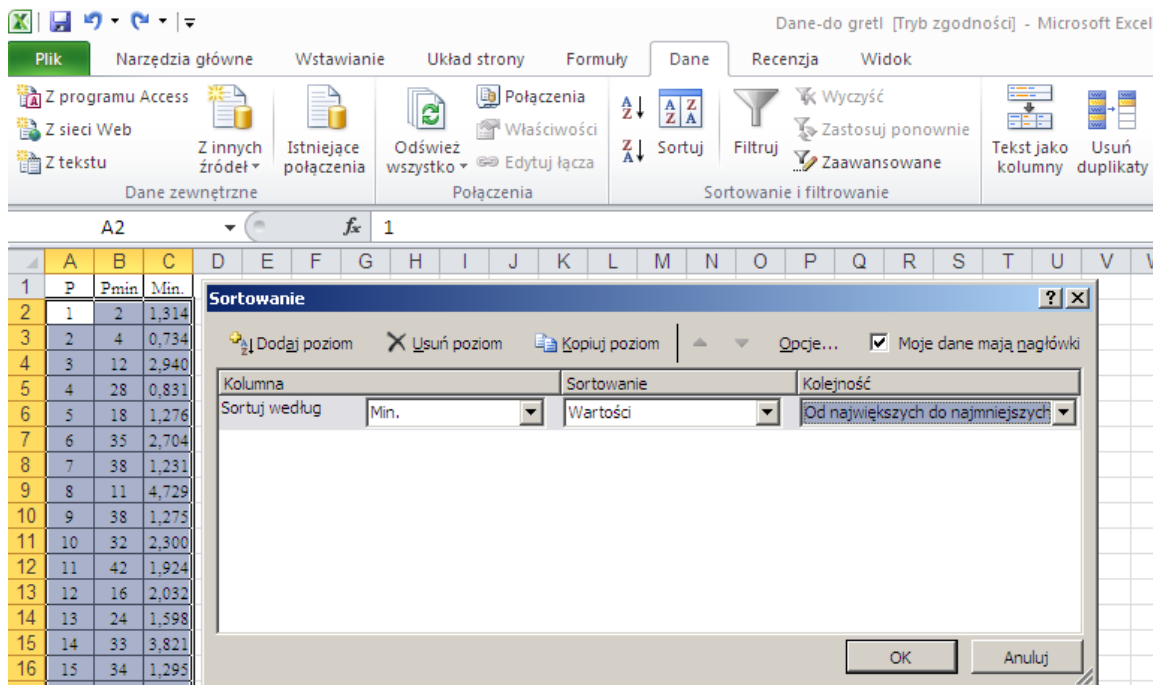 Dane-do gretl [Tryb zgodności] - Microsoft Excel
Plik Narzędzia główne Wstawianie Układ strony Formuły Dane Recenzja Widok
Z programu Access
Z sieci Web
Z tekstu
Z innych źródeł
Istniejące połączenia
Dane zewnętrzne
Odśwież wszystko
Połączenia
Właściwości
Edytuj łącza
Połączenia
Sortuj
Filtruj
Wyczyść
Zastosuj ponownie
Zaawansowane
Sortowanie i filtrowanie
Tekst jako kolumny
Usuń duplikaty
A2 fx 1
A B C D E F G H I J K L M N O P Q R S T U V
1 P Pmin Min.
2 1 2 1,314
3 2 4 0,734
4 3 12 2,940
5 4 28 0,831
6 5 18 1,276
7 6 35 2,704
8 7 38 1,231
9 8 11 4,729
10 9 38 1,275
11 10 32 2,300
12 11 42 1,924
13 12 16 2,032
14 13 24 1,598
15 14 33 3,821
16 15 34 1,295
Sortowanie
Dodaj poziom Usuń poziom Kopiuj poziom Opcje... Moje dane mają nagłówki
Kolumna Sortowanie Kolejność
Sortuj według Min. Wartości Od największych do najmniejszych
OK Anuluj